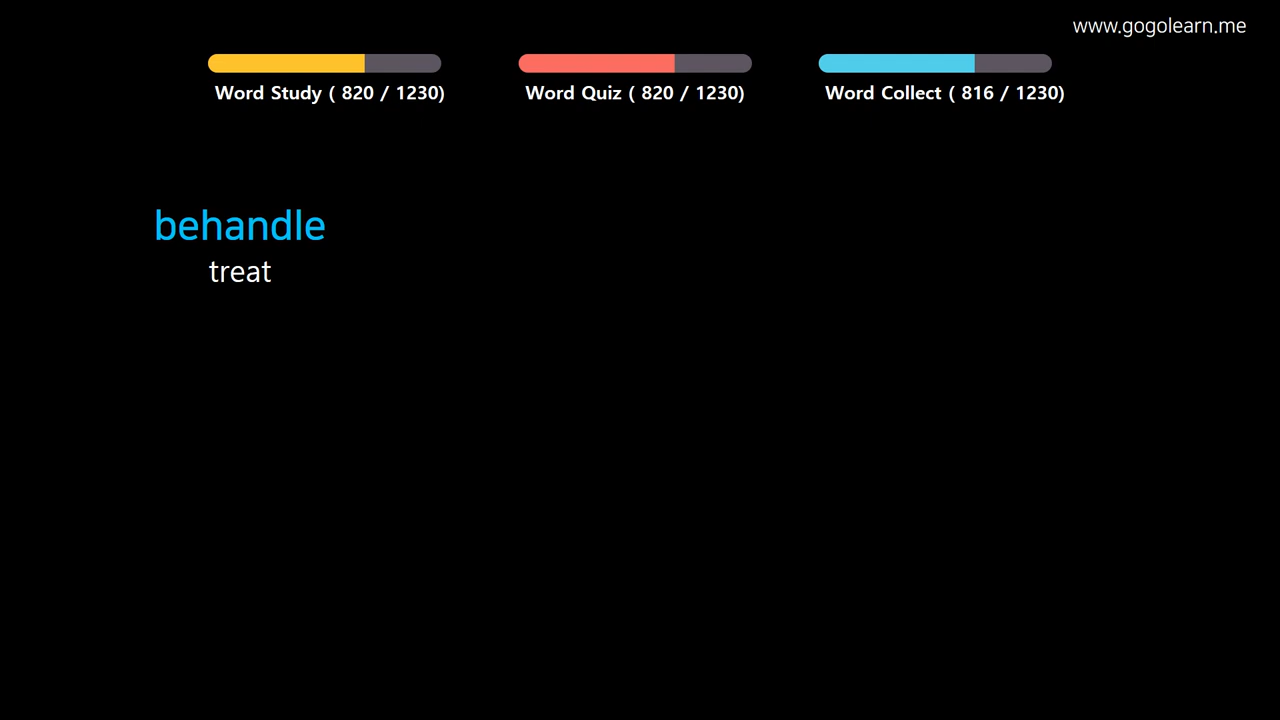 www.gogolearn.me
Word Study ( 820 / 1230)
Word Quiz ( 820 / 1230)
Word Collect ( 816 / 1230)
behandle
treat